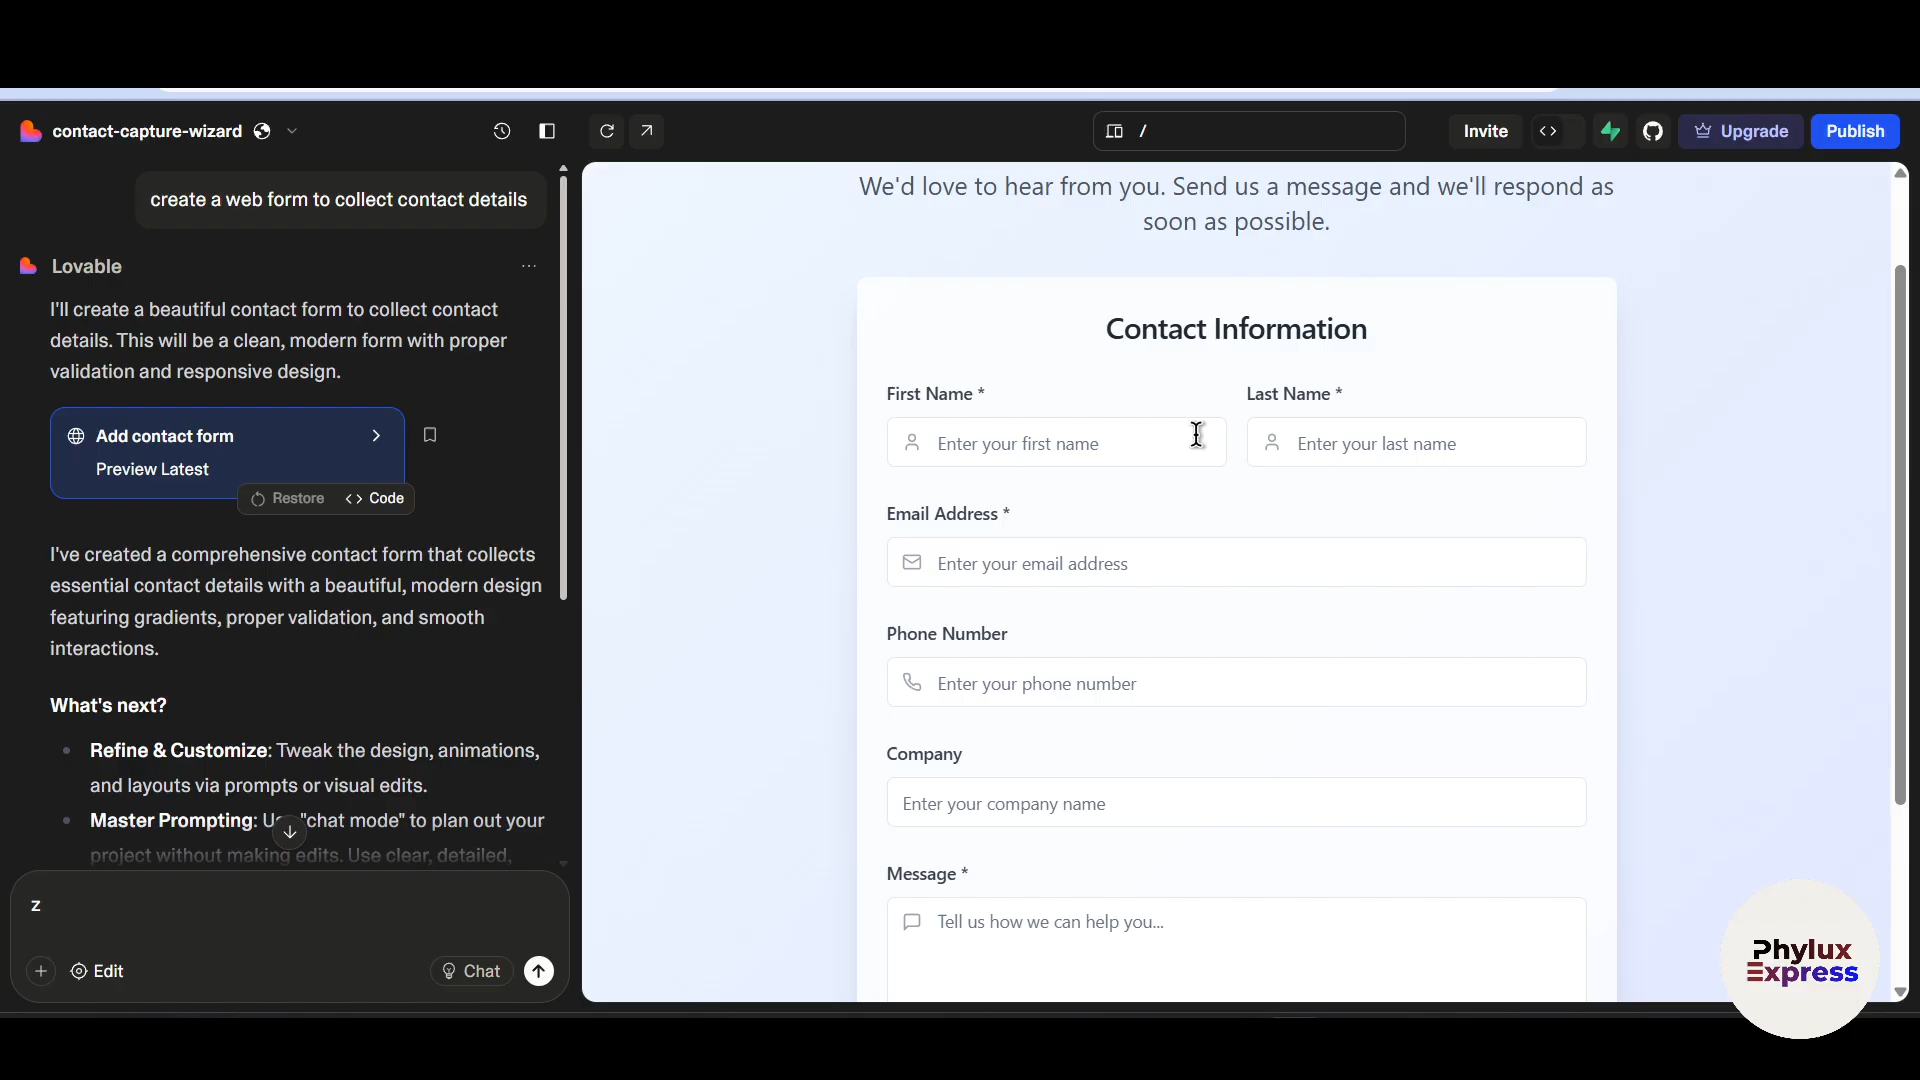 contact-capture-wizard
/
Invite
Upgrade
Publish
create a web form to collect contact details
Lovable
I'll create a beautiful contact form to collect contact
details. This will be a clean, modern form with proper
validation and responsive design.
Add contact form
Preview Latest
Restore
Code
I've created a comprehensive contact form that collects
essential contact details with a beautiful, modern design
featuring gradients, proper validation, and smooth
interactions.
What's next?
Refine & Customize: Tweak the design, animations,
and layouts via prompts or visual edits.
Master Prompting: "chat mode" to plan out your
project without making edits. Use clear, detailed,
z
Edit
Chat
We'd love to hear from you. Send us a message and we'll respond as
soon as possible.
Contact Information
First Name * Last Name *
Enter your first name Enter your last name
Email Address *
Enter your email address
Phone Number
Enter your phone number
Company
Enter your company name
Message *
Tell us how we can help you...
Phylux
Express